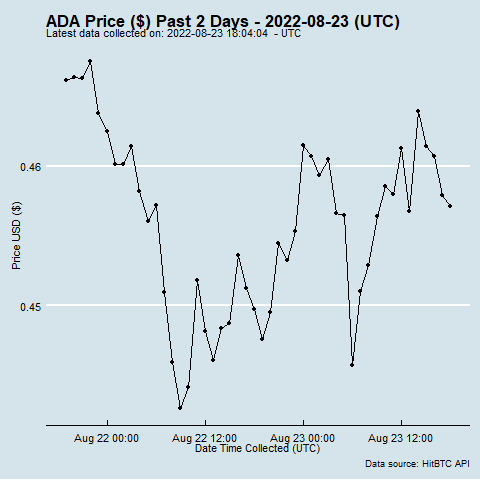 ADA Price ($) Past 2 Days - 2022-08-23 (UTC)
Latest data collected on: 2022-08-23 18:04:04 - UTC
0.46
Price USD ($)
0.45
Aug 22 00:00 Aug 22 12:00 Aug 23 00:00 Aug 23 12:00
Date Time Collected (UTC)
Data source: HitBTC API